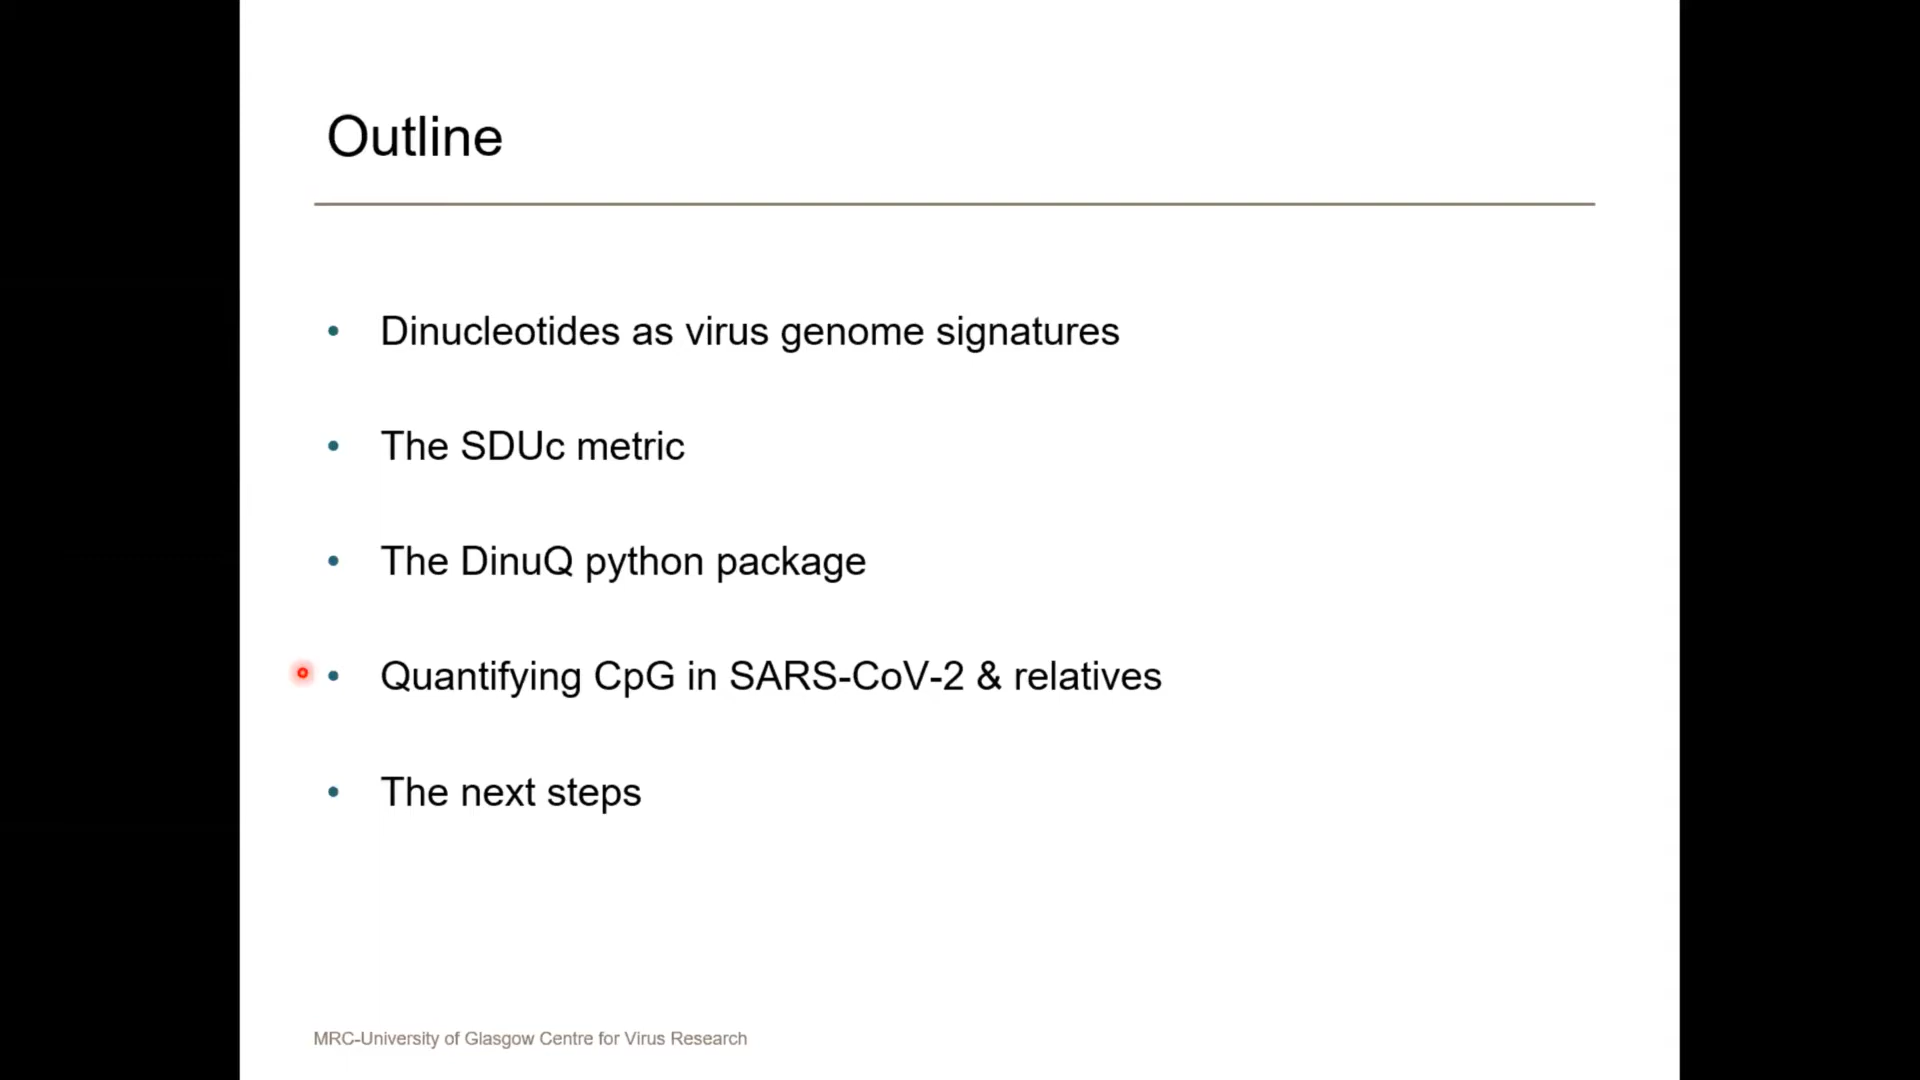 Outline
• Dinucleotides as virus genome signatures
• The SDUc metric
• The DinuQ python package
• Quantifying CpG in SARS-CoV-2 & relatives
• The next steps
MRC-University of Glasgow Centre for Virus Research